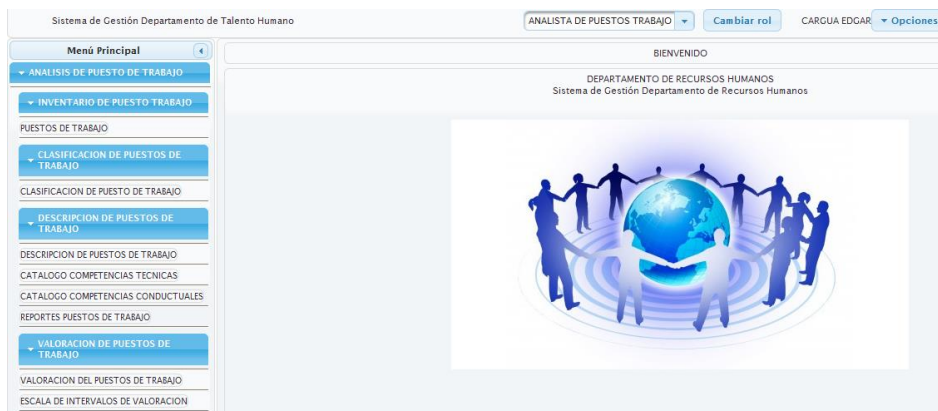 Sistema de Gestión Departamento de Talento Humano
ANALISTA DE PUESTOS TRABAJO
Cambiar rol
CARGUA EDGAR
Opciones
Menú Principal
ANALISIS DE PUESTO DE TRABAJO
INVENTARIO DE PUESTO TRABAJO
PUESTOS DE TRABAJO
CLASIFICACION DE PUESTOS DE
TRABAJO
CLASIFICACION DE PUESTO DE TRABAJO
DESCRIPCION DE PUESTOS DE
TRABAJO
DESCRIPCION DE PUESTOS DE TRABAJO
CATALOGO COMPETENCIAS TECNICAS
CATALOGO COMPETENCIAS CONDUCTUALES
REPORTES PUESTOS DE TRABAJO
VALORACION DE PUESTOS DE
TRABAJO
VALORACION DEL PUESTOS DE TRABAJO
ESCALA DE INTERVALOS DE VALORACION
BIENVENIDO
DEPARTAMENTO DE RECURSOS HUMANOS
Sistema de Gestión Departamento de Recursos Humanos